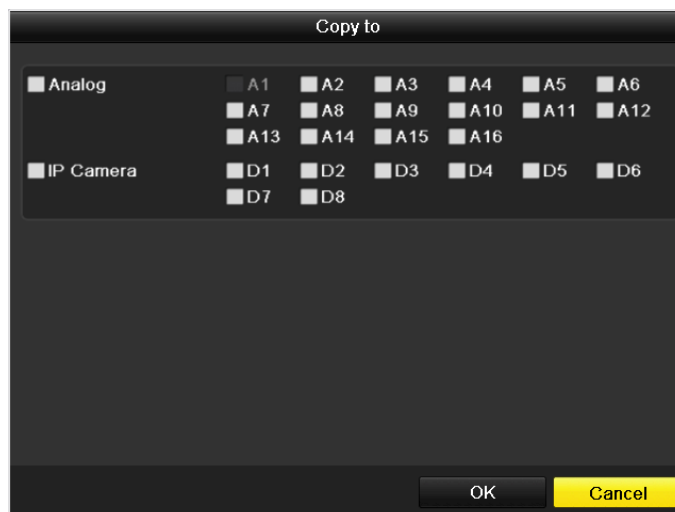 Copy to
Analog A1 A2 A3 A4 A5 A6
A7 A8 A9 A10 A11 A12
A13 A14 A15 A16
IP Camera D1 D2 D3 D4 D5 D6
D7 D8
OK Cancel